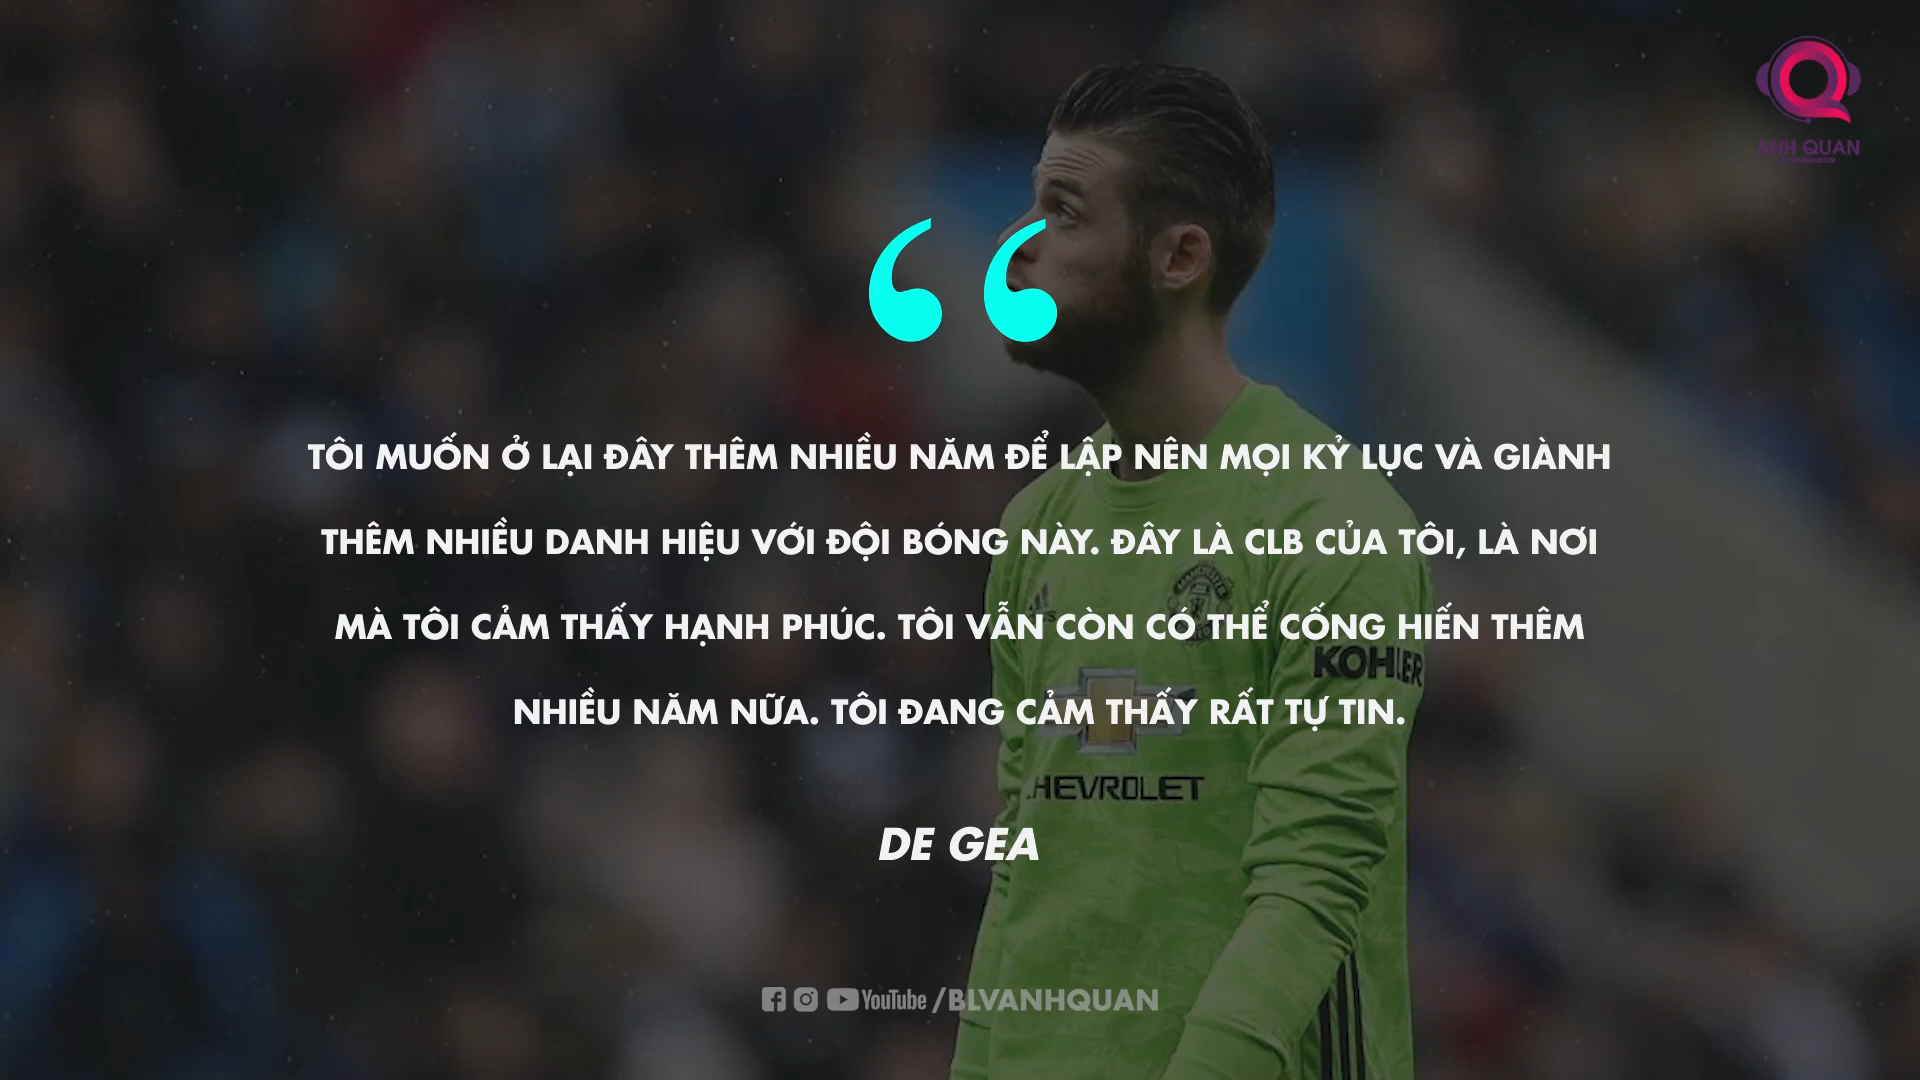 ANH QUAN
“
TÔI MUỐN Ở LẠI ĐÂY THÊM NHIỀU NĂM ĐỂ LẬP NÊN MỌI KỶ LỤC VÀ GIÀNH
THÊM NHIỀU DANH HIỆU VỚI ĐỘI BÓNG NÀY. ĐÂY LÀ CLB CỦA TÔI, LÀ NƠI
MÀ TÔI CẢM THẤY HẠNH PHÚC. TÔI VẪN CÒN CÓ THỂ CỐNG HIẾN THÊM
NHIỀU NĂM NỮA. TÔI ĐANG CẢM THẤY RẤT TỰ TIN.
KOHLER
CHEVROLET
DE GEA
YouTube /BLVANHQUAN